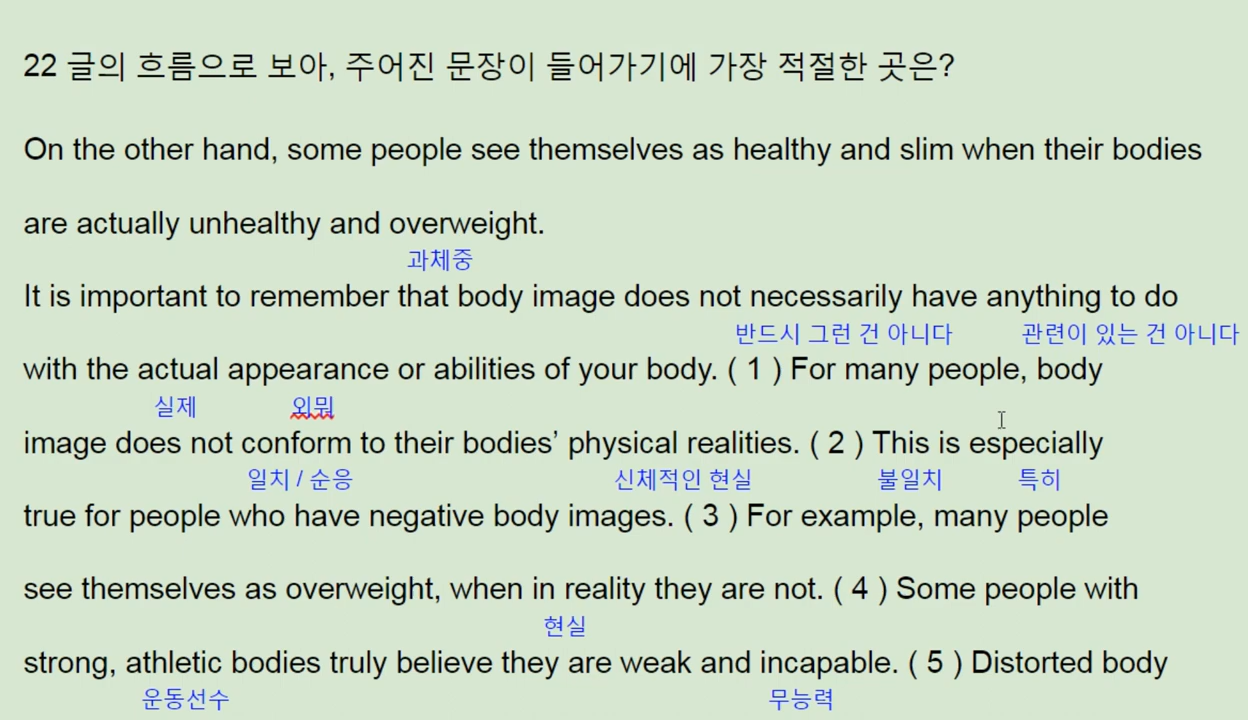 22 글의 흐름으로 보아, 주어진 문장이 들어가기에 가장 적절한 곳은?
On the other hand, some people see themselves as healthy and slim when their bodies
are actually unhealthy and overweight.
과체중
It is important to remember that body image does not necessarily have anything to do
반드시 그런 건 아니다 관련이 있는 건 아니다
with the actual appearance or abilities of your body. ( 1 ) For many people, body
실제 외뭐
image does not conform to their bodies’ physical realities. ( 2 ) This is especially
일치 / 순응 신체적인 현실 불일치 특히
true for people who have negative body images. ( 3 ) For example, many people
see themselves as overweight, when in reality they are not. ( 4 ) Some people with
현실
strong, athletic bodies truly believe they are weak and incapable. ( 5 ) Distorted body
운동선수 무능력